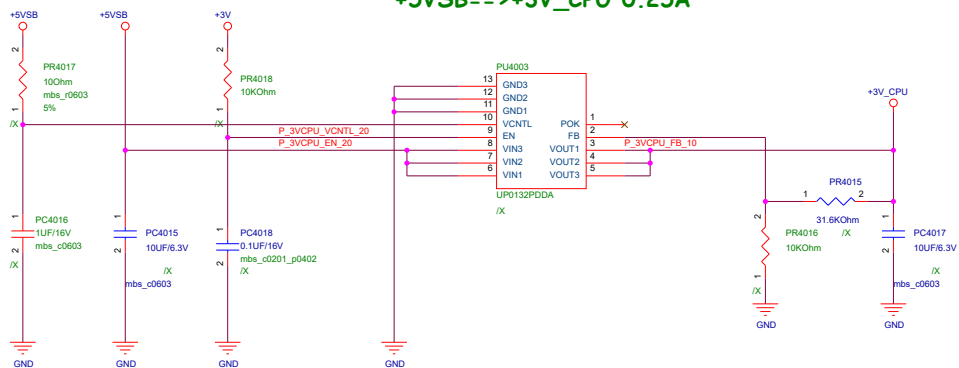 +5VSB==>+3V_CPU 0.25A
+5VSB
+5VSB
+3V
2
PR4017
10Ohm
mbs_r0603
5%
1
/X
2
PR4018
10KOhm
1
/X
PU4003
13 GND3
12 GND2
11 GND1
10 VCNTL
9 EN
8 VIN3
7 VIN2
6 VIN1
POK 1
FB 2
VOUT1 3
VOUT2 4
VOUT3 5
UP0132PDDA
/X
P_3VCPU_VCNTL_20
P_3VCPU_EN_20
P_3VCPU_FB_10
+3V_CPU
1
PC4016
1UF/16V
mbs_c0603
2
/X
1
PC4015
10UF/6.3V
2
/X
mbs_c0603
1
PC4018
0.1UF/16V
mbs_c0201_p0402
2
/X
PR4015
1 2
31.6KOhm
/X
2
PR4016
10KOhm
1
/X
1
PC4017
10UF/6.3V
2
/X
mbs_c0603
GND
GND
GND
GND
GND
GND